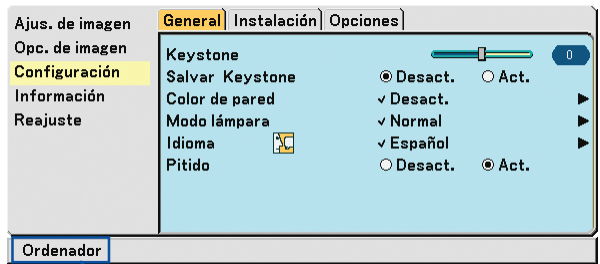 Ajus. de imagen
Opc. de imagen
Configuración
Información
Reajuste
General Instalación Opciones
Keystone 0
Salvar Keystone Desact. Act.
Color de pared Desact.
Modo lámpara Normal
Idioma Español
Pitido Desact. Act.
Ordenador